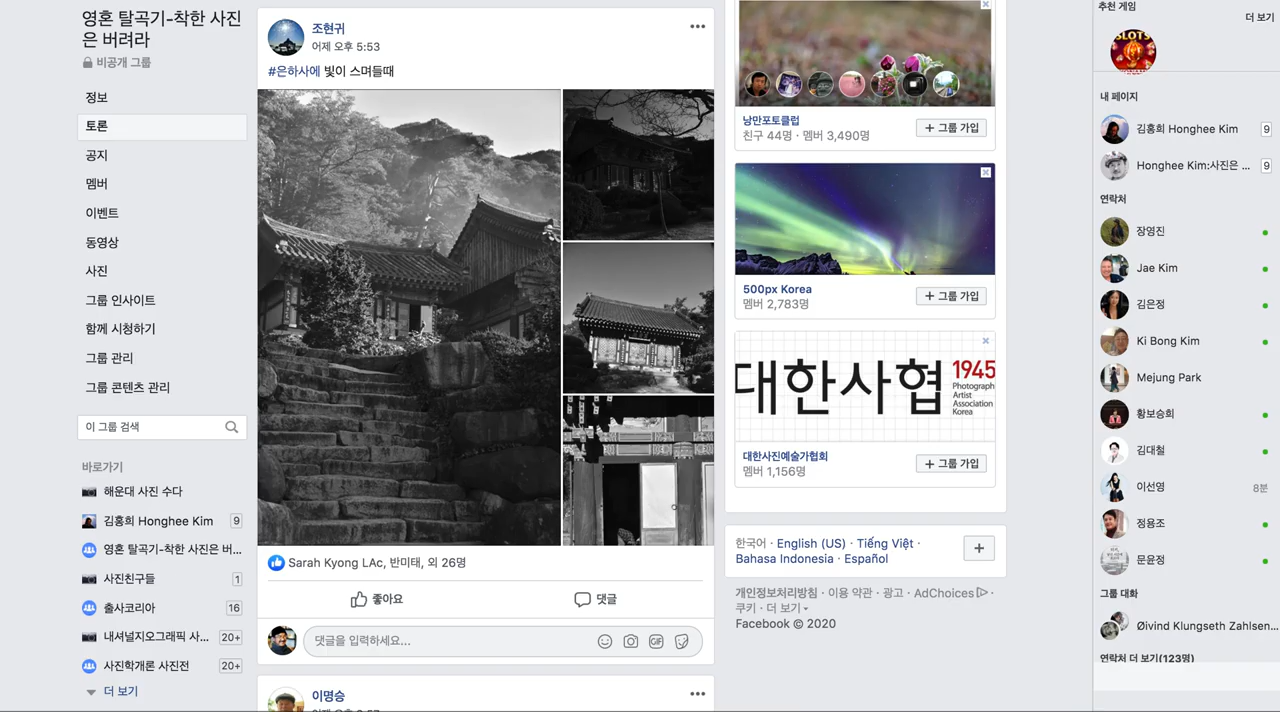 영혼 탈곡기-착한 사진
은 버려라
비공개 그룹
정보
토론
공지
멤버
이벤트
동영상
사진
그룹 인사이트
함께 시청하기
그룹 관리
그룹 콘텐츠 관리
이 그룹 검색
바로가기
해운대 사진 수다
김홍희 Honghee Kim 9
영혼 탈곡기-착한 사진은 버...
사진친구들 1
출사코리아 16
내셔널지오그래픽 사... 20+
사진학개론 사진전 20+
더 보기
조현귀
어제 오후 5:53
#은하사에 빛이 스며들때
Sarah Kyong LAc, 반미태, 외 26명
좋아요 댓글
댓글을 입력하세요...
GIF
이명승
낭만포토클럽
친구 44명 · 멤버 3,490명
+ 그룹 가입
500px Korea
멤버 2,783명
+ 그룹 가입
대한사협 1945
Photograph
Artist
Association
Korea
대한사진예술가협회
멤버 1,156명
+ 그룹 가입
한국어 · English (US) · Tiếng Việt ·
Bahasa Indonesia · Español
개인정보처리방침 · 이용 약관 · 광고 · AdChoices ·
쿠키 · 더 보기
Facebook © 2020
추천 게임
더 보기
SLOTS
내 페이지
김홍희 Honghee Kim 9
Honghee Kim:사진은 ... 9
연락처
장영진
Jae Kim
김은정
Ki Bong Kim
Mejung Park
황보승희
김대철
이선영 8분
정용조
문윤정
그룹 대화
Øivind Klungseth Zahlsen...
연락처 더 보기(123명)